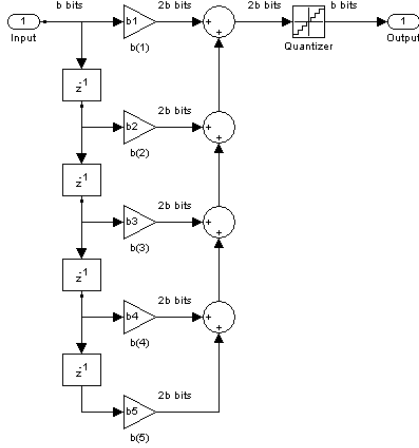 b bits 2b bits 2b bits b bits
1 b1 + + 1
Input b(1) Quantizer Output
z-1
2b bits
b2 + +
b(2)
z-1
2b bits
b3 + +
b(3)
z-1
2b bits
b4 + +
b(4)
z-1
2b bits
b5
b(5)